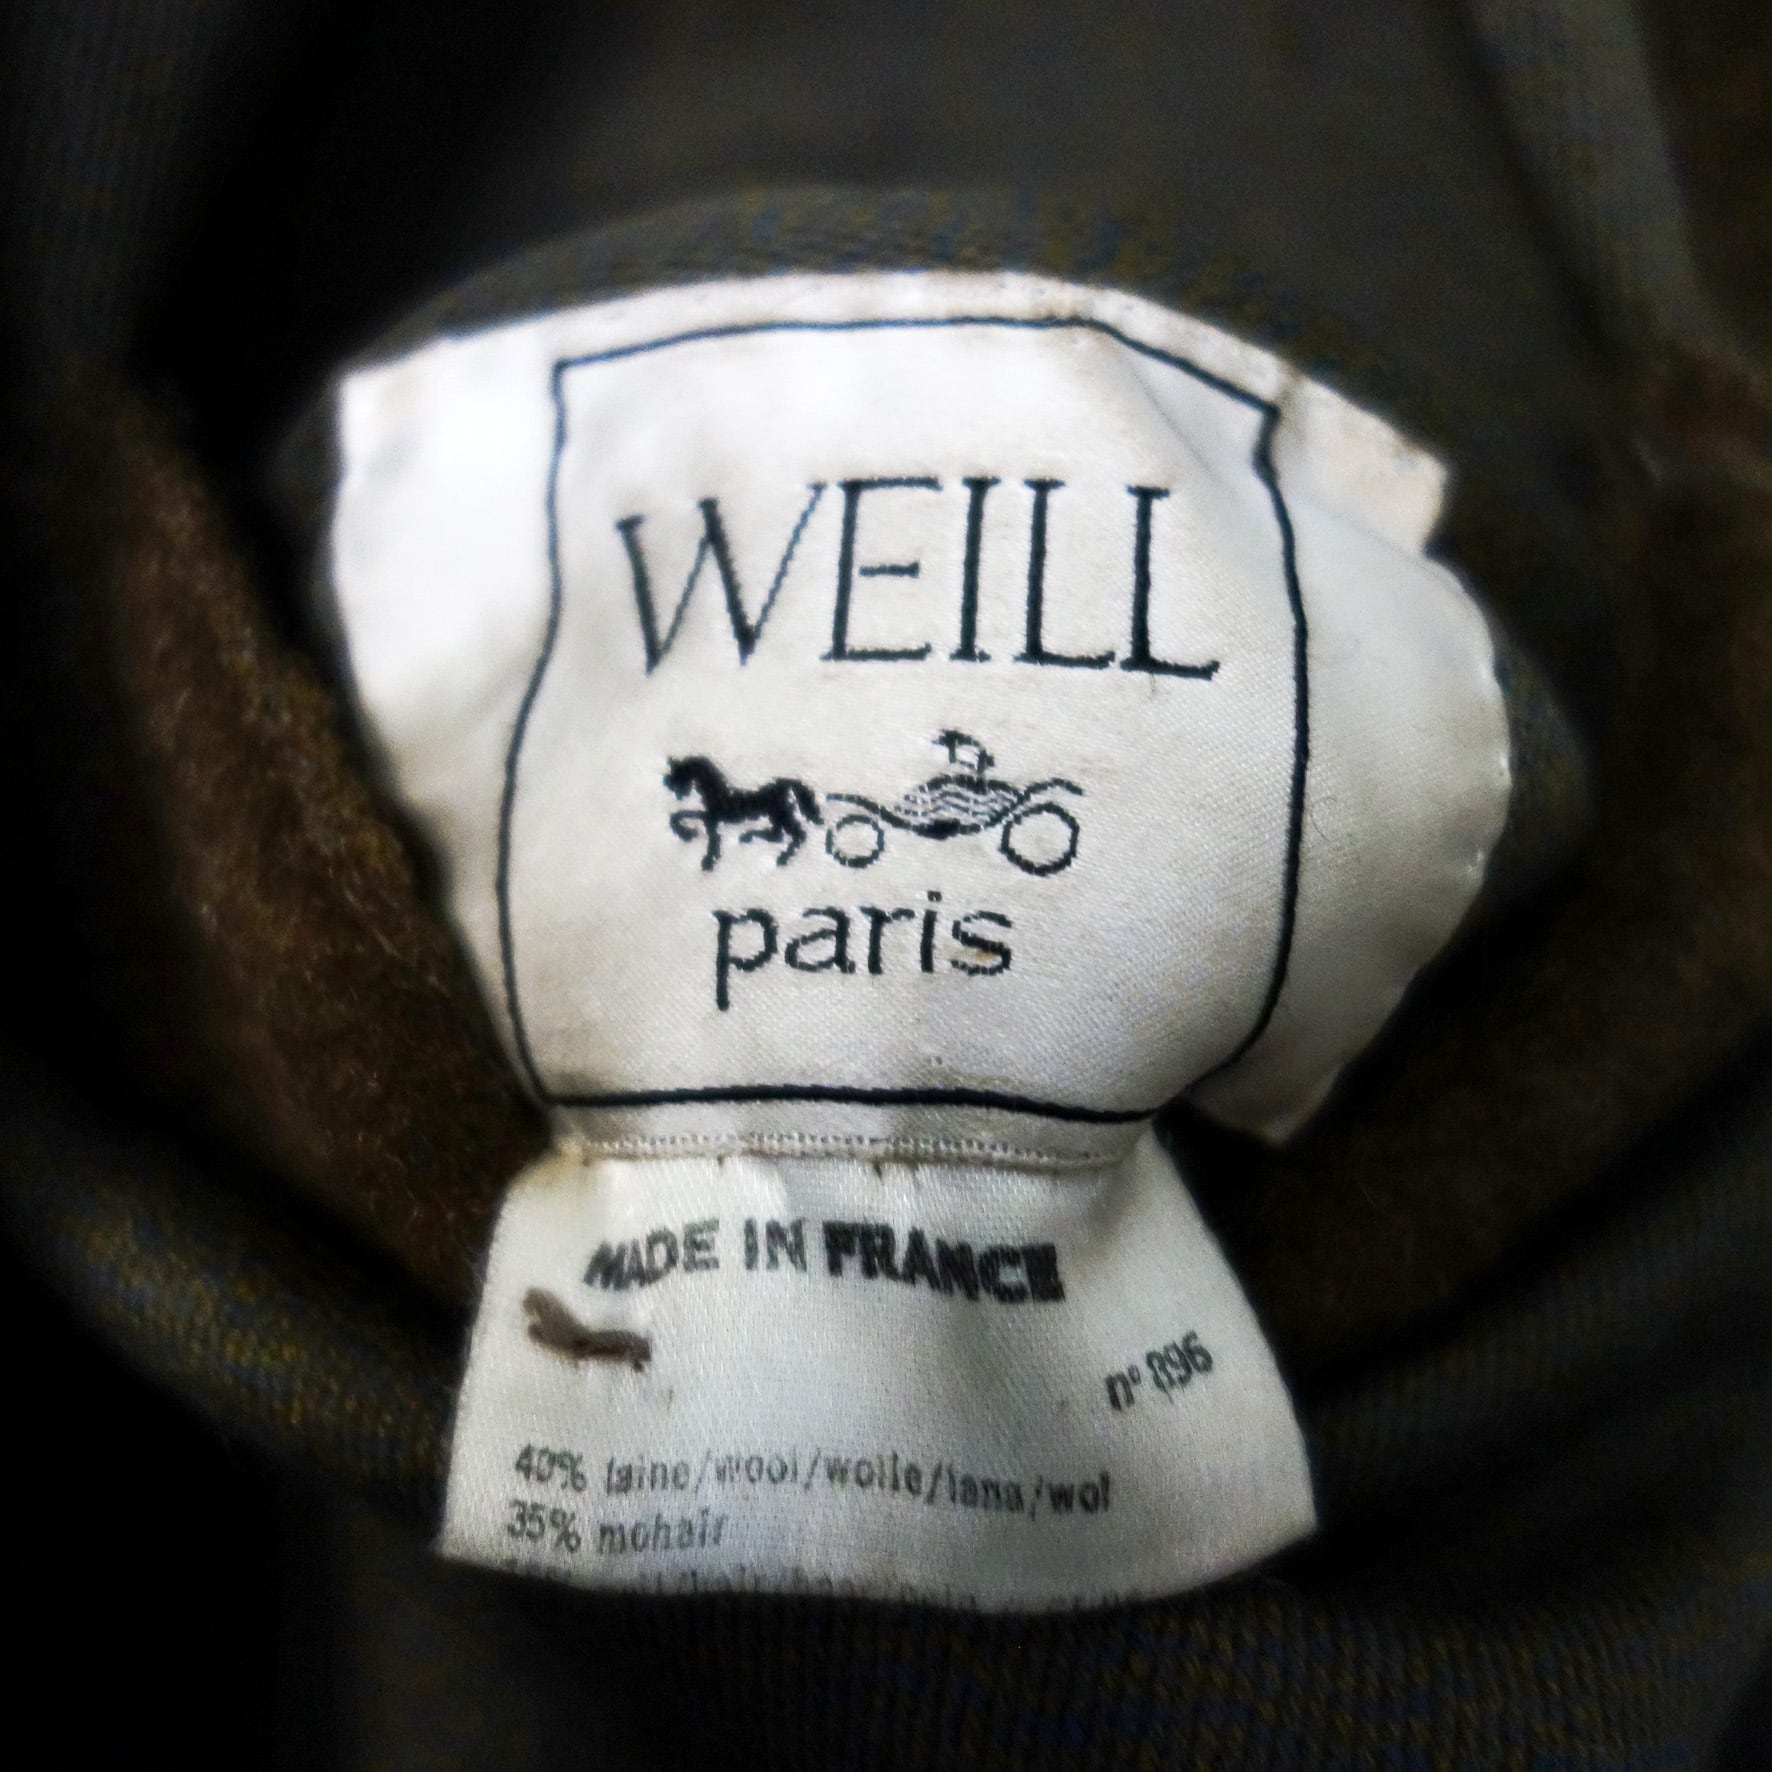 WEILL
paris
MADE IN FRANCE
n° 896
40% laine/wool/wolle/lana/wol
35% mohair